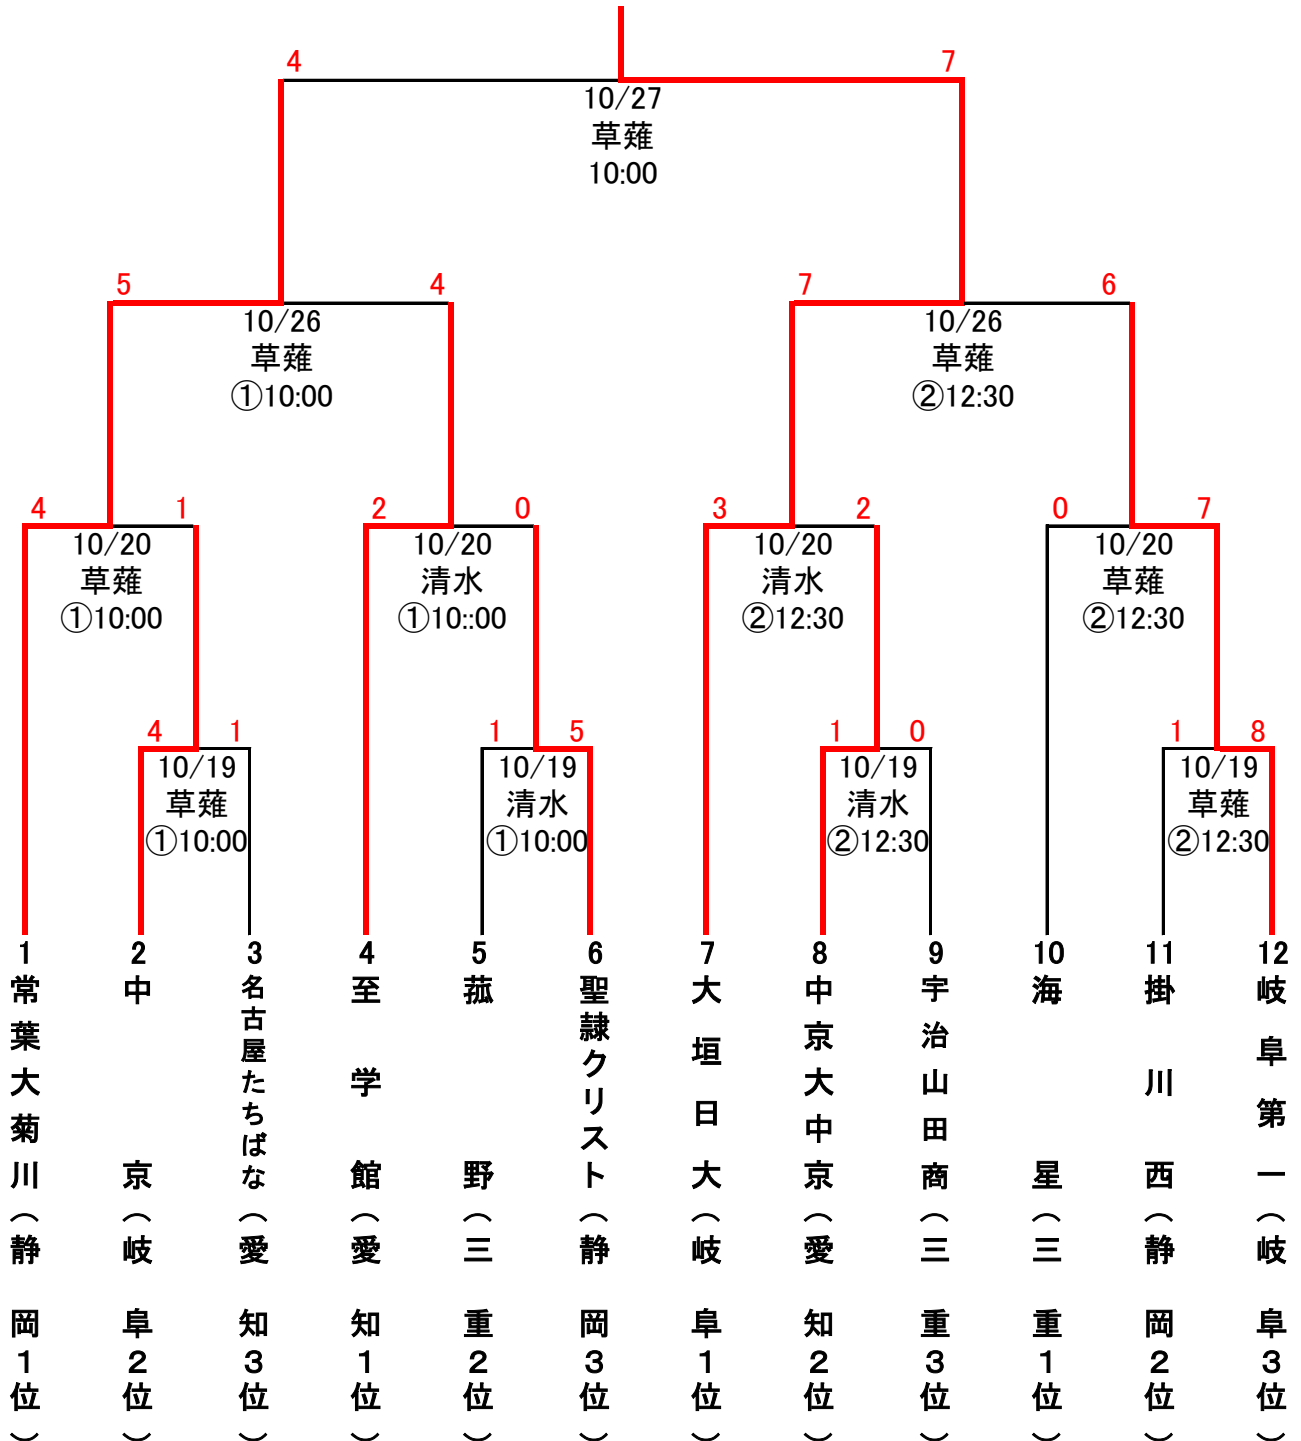 4 7
10/27
草薙
10:00
5 4 7 6
10/26 10/26
草薙 草薙
①10:00 ②12:30
4 1 2 0 3 2 0 7
10/20 10/20 10/20 10/20
草薙 清水 清水 草薙
①10:00 ①10::00 ②12:30 ②12:30
4 1 1 5 1 0 1 8
10/19 10/19 10/19 10/19
草薙 清水 清水 草薙
①10:00 ①10:00 ②12:30 ②12:30
1 2 3 4 5 6 7 8 9 10 11 12
常葉大菊川(静岡1位)
中京(岐阜2位)
名古屋たちばな(愛知3位)
至学館(愛知1位)
菰野(三重2位)
聖隷クリスト(静岡3位)
大垣日大(岐阜1位)
中京大中京(愛知2位)
宇治山田商(三重3位)
海星(三重1位)
掛川西(静岡2位)
岐阜第一(岐阜3位)